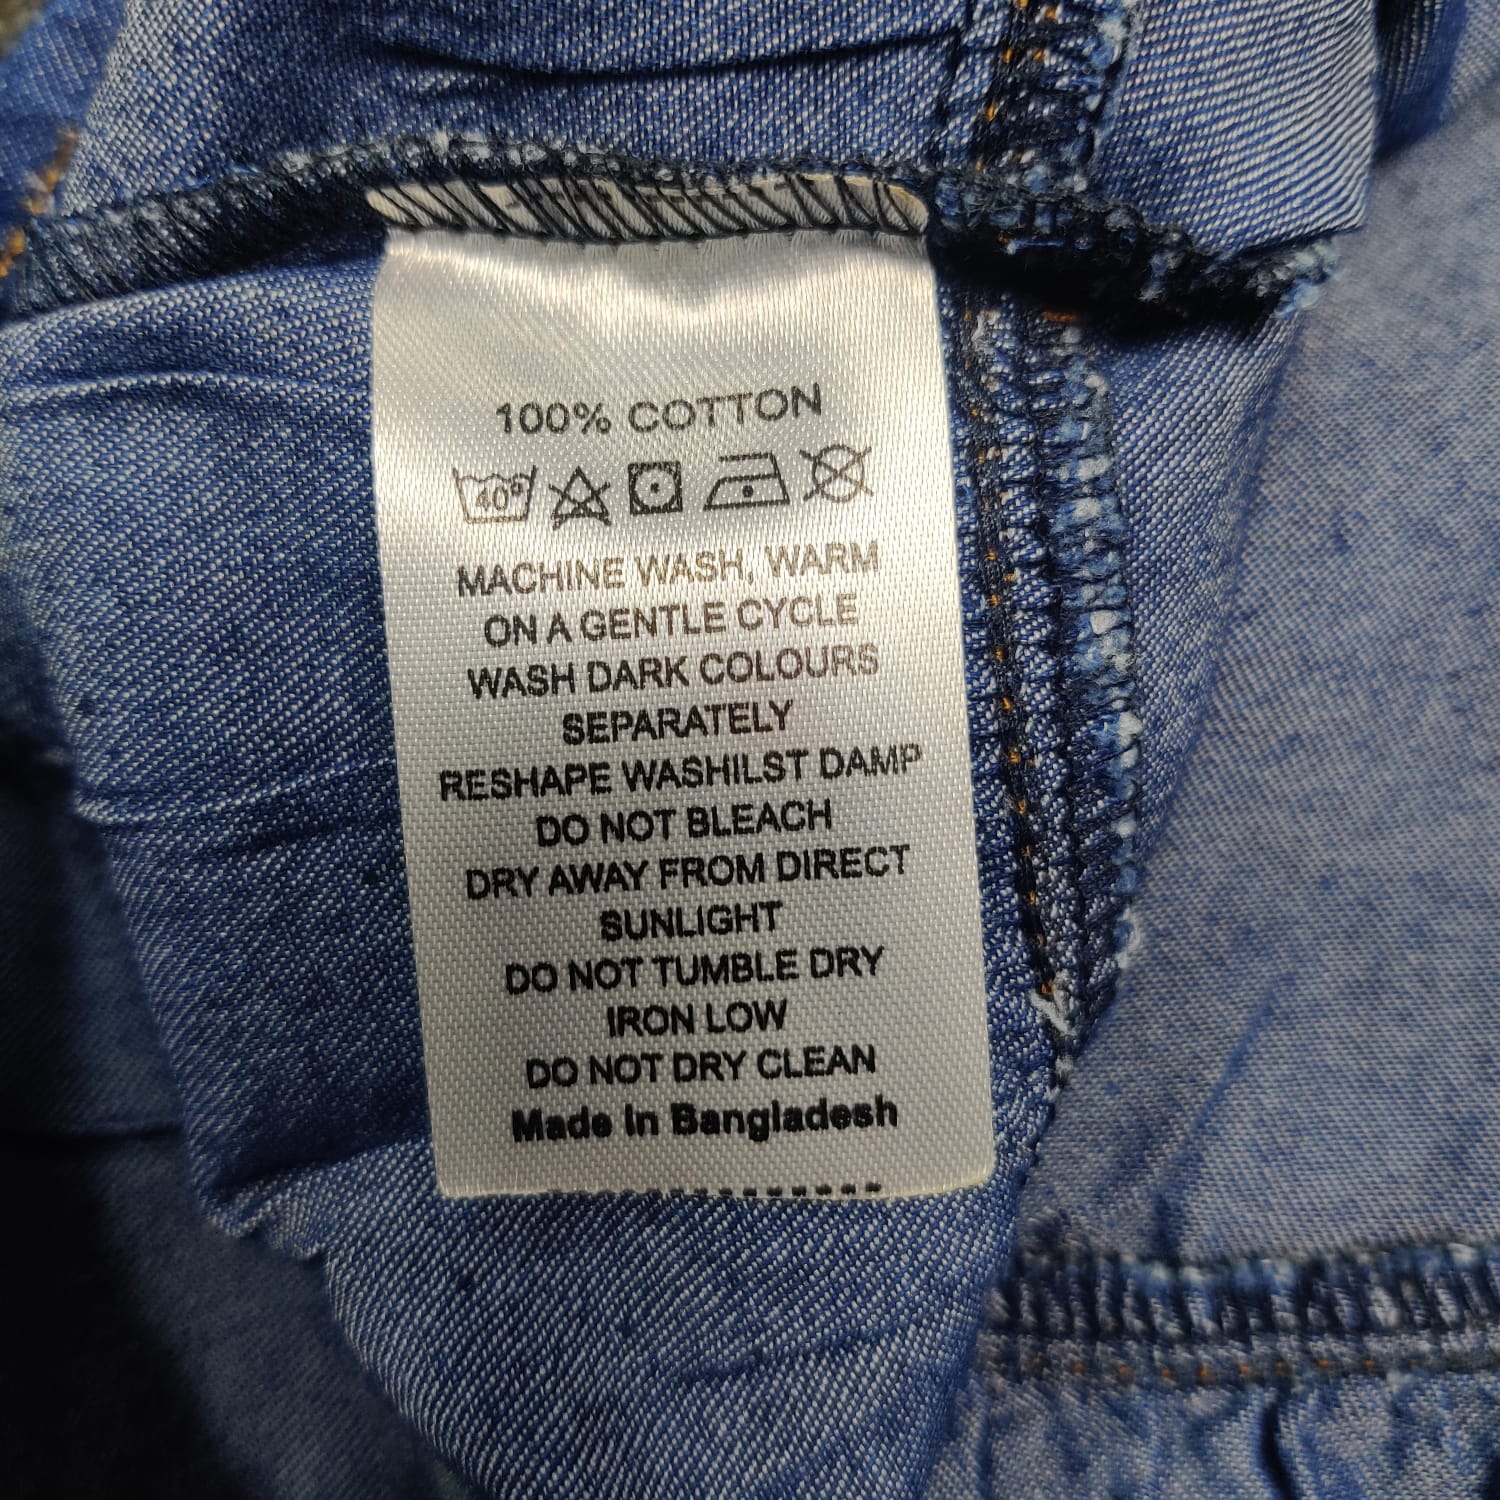 100% COTTON
40°
MACHINE WASH, WARM
ON A GENTLE CYCLE
WASH DARK COLOURS
SEPARATELY
RESHAPE WASHILST DAMP
DO NOT BLEACH
DRY AWAY FROM DIRECT
SUNLIGHT
DO NOT TUMBLE DRY
IRON LOW
DO NOT DRY CLEAN
Made In Bangladesh